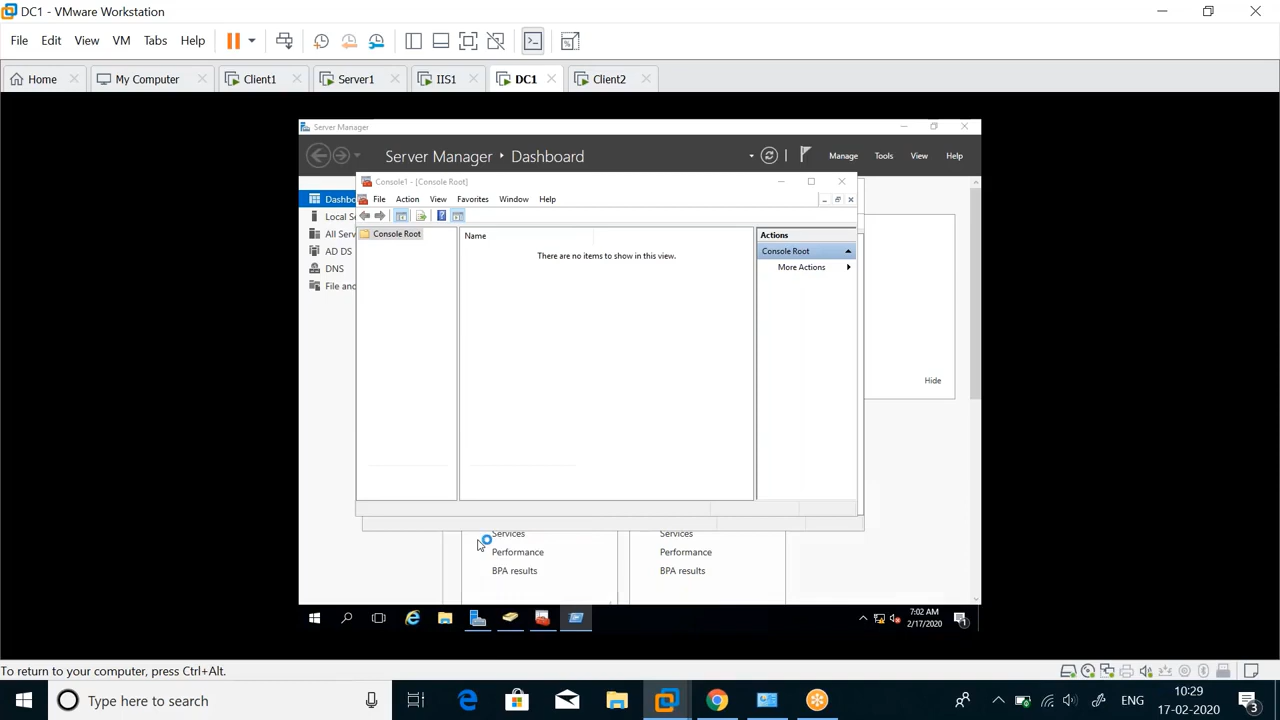 DC1 - VMware Workstation
File Edit View VM Tabs Help
Home My Computer Client1 Server1 IIS1 DC1 Client2
Server Manager
Server Manager Dashboard
Manage Tools View Help
Console1 - [Console Root]
File Action View Favorites Window Help
Dashbo
Local Se
All Serv
AD DS
DNS
File and
Console Root
Name
There are no items to show in this view.
Actions
Console Root
More Actions
Hide
Services
Performance
BPA results
Services
Performance
BPA results
7:02 AM
2/17/2020
1
To return to your computer, press Ctrl+Alt.
Type here to search
ENG
10:29
17-02-2020
3